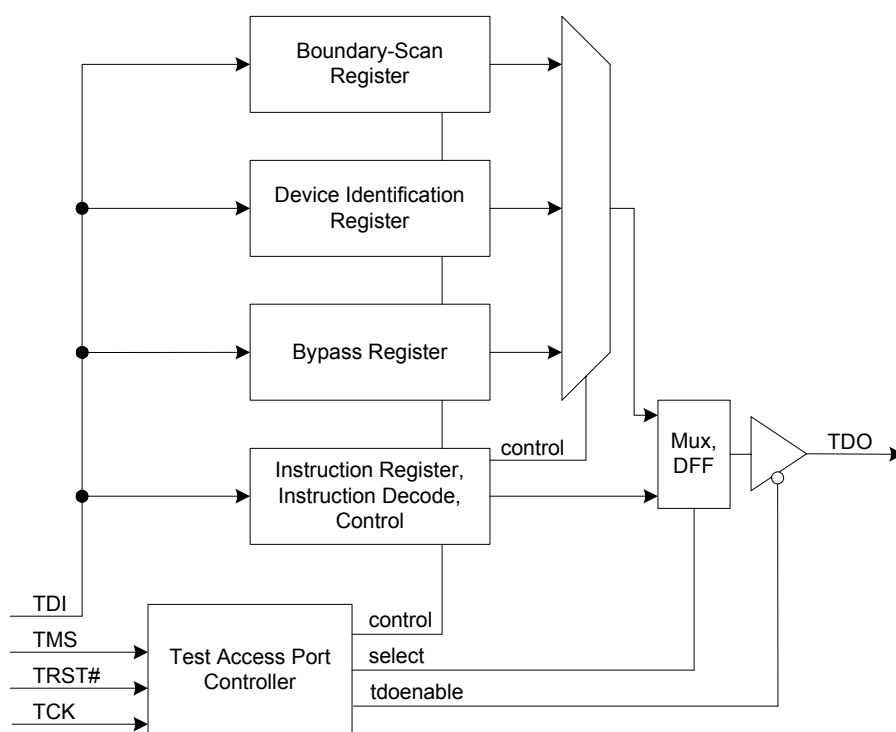 Boundary-Scan
Register
Device Identification
Register
Bypass Register
control
Instruction Register,
Instruction Decode,
Control
Mux,
DFF
TDO
TDI
TMS
TRST#
TCK
Test Access Port
Controller
control
select
tdoenable